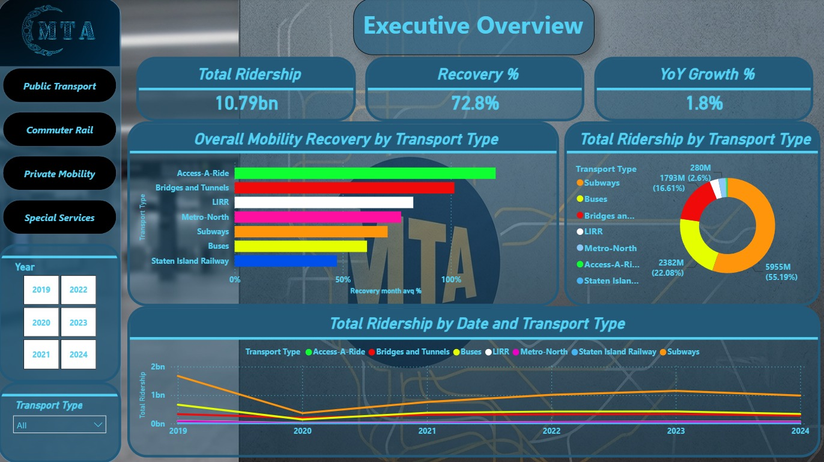 MTA
Executive Overview
Public Transport
Commuter Rail
Private Mobility
Special Services
Year
2019
2022
2020
2023
2021
2024
Transport Type
All
Total Ridership
10.79bn
Recovery %
72.8%
YoY Growth %
1.8%
Overall Mobility Recovery by Transport Type
Transport Type
Access-A-Ride
Bridges and Tunnels
LIRR
Metro-North
Subways
Buses
Staten Island Railway
0%
50%
100%
Recovery month avq %
MTA
Total Ridership by Transport Type
Transport Type
Subways
Buses
Bridges an...
LIRR
Metro-North
Access-A-Ri...
Staten Islan...
280M
(2.6%)
1793M
(16.61%)
2382M
(22.08%)
5955M
(55.19%)
Total Ridership by Date and Transport Type
Transport Type Access-A-Ride Bridges and Tunnels Buses LIRR Metro-North Staten Island Railway Subways
Total Ridership
2bn
1bn
0bn
2019 2020 2021 2022 2023 2024